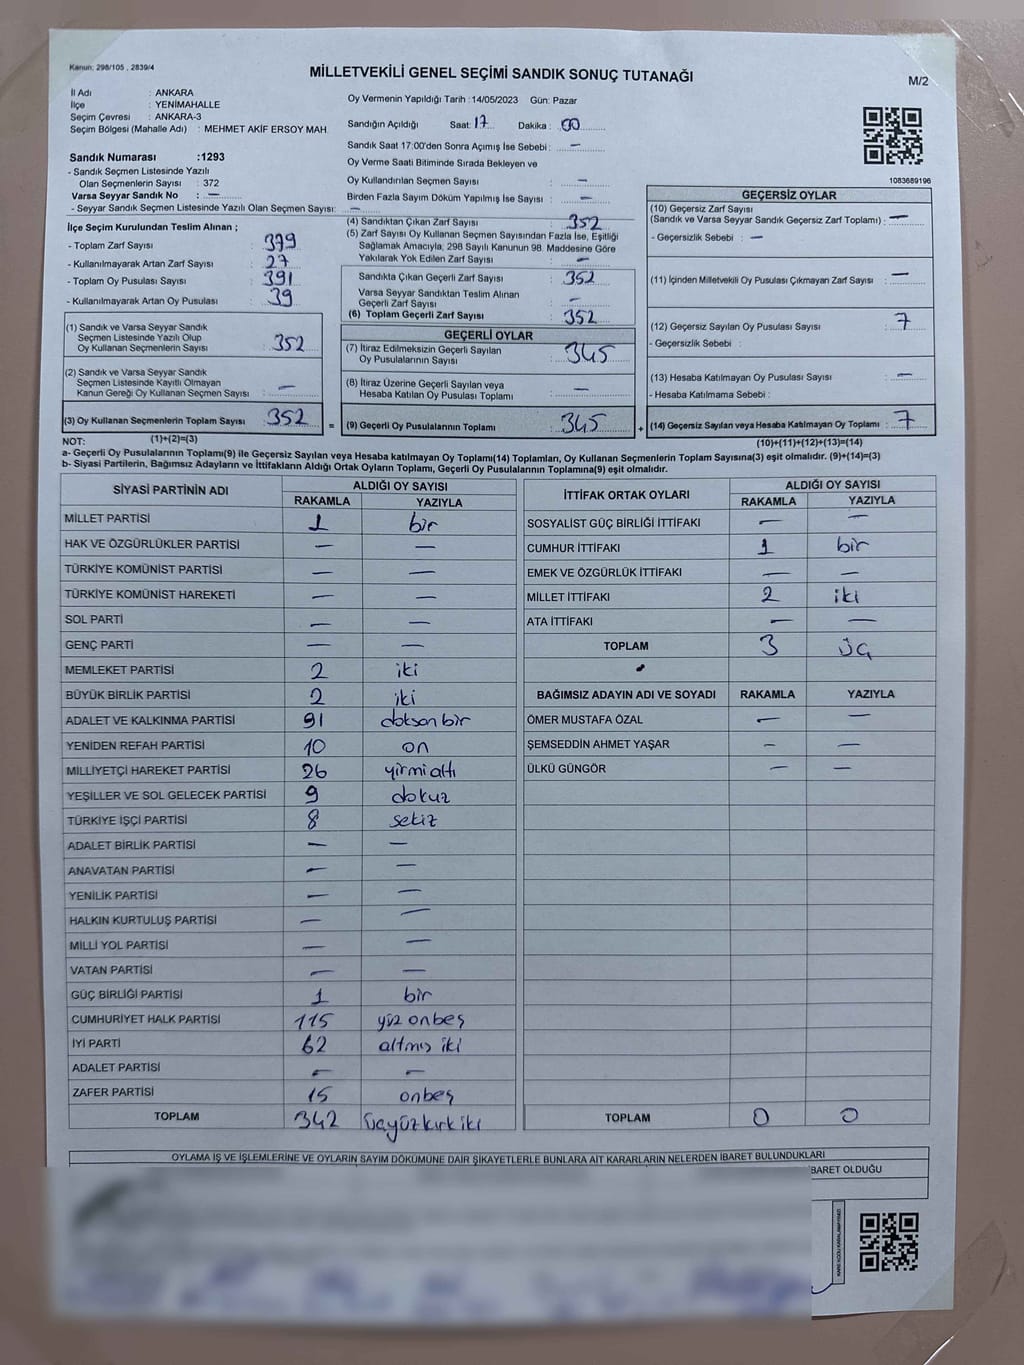 Kanun: 298/105 , 2839/4
MİLLETVEKİLİ GENEL SEÇİMİ SANDIK SONUÇ TUTANAĞI
M/2
İl Adı : ANKARA
İlçe : YENİMAHALLE
Seçim Çevresi : ANKARA-3
Seçim Bölgesi (Mahalle Adı) : MEHMET AKİF ERSOY MAH.
Sandık Numarası :1293
- Sandık Seçmen Listesinde Yazılı
Olan Seçmenlerin Sayısı : 372
Varsa Seyyar Sandık No : —
- Seyyar Sandık Seçmen Listesinde Yazılı Olan Seçmen Sayısı: —
İlçe Seçim Kurulundan Teslim Alınan ;
- Toplam Zarf Sayısı : 379
- Kullanılmayarak Artan Zarf Sayısı : 27
- Toplam Oy Pusulası Sayısı : 391
- Kullanılmayarak Artan Oy Pusulası : 39
(1) Sandık ve Varsa Seyyar Sandık
Seçmen Listesinde Yazılı Olup
Oy Kullanan Seçmenlerin Sayısı : 352
(2) Sandık ve Varsa Seyyar Sandık
Seçmen Listesinde Kayıtlı Olmayan
Kanun Gereği Oy Kullanan Seçmen Sayısı : —
(3) Oy Kullanan Seçmenlerin Toplam Sayısı : 352 =
(1)+(2)=(3)
Oy Vermenin Yapıldığı Tarih : 14/05/2023 Gün: Pazar
Sandığın Açıldığı Saat: 17 Dakika : 00
Sandık Saat 17:00'den Sonra Açımış İse Sebebi : —
Oy Verme Saati Bitiminde Sırada Bekleyen ve
Oy Kullandırılan Seçmen Sayısı : —
Birden Fazla Sayım Döküm Yapılmış İse Sayısı : —
(4) Sandıktan Çıkan Zarf Sayısı : 352
(5) Zarf Sayısı Oy Kullanan Seçmen Sayısından Fazla İse, Eşitliği
Sağlamak Amacıyla; 298 Sayılı Kanunun 98. Maddesine Göre
Yakılarak Yok Edilen Zarf Sayısı : —
Sandıkta Çıkan Geçerli Zarf Sayısı : 352
Varsa Seyyar Sandıktan Teslim Alınan
Geçerli Zarf Sayısı : —
(6) Toplam Geçerli Zarf Sayısı : 352
GEÇERLİ OYLAR
(7) İtiraz Edilmeksizin Geçerli Sayılan
Oy Pusulalarının Sayısı : 345
(8) İtiraz Üzerine Geçerli Sayılan veya
Hesaba Katılan Oy Pusulası Toplamı : —
(9) Geçerli Oy Pusulalarının Toplamı : 345 +
1083689196
GEÇERSİZ OYLAR
(10) Geçersiz Zarf Sayısı
(Sandık ve Varsa Seyyar Sandık Geçersiz Zarf Toplamı) : —
- Geçersizlik Sebebi : —
(11) İçinden Milletvekili Oy Pusulası Çıkmayan Zarf Sayısı : —
(12) Geçersiz Sayılan Oy Pusulası Sayısı : 7
- Geçersizlik Sebebi :
(13) Hesaba Katılmayan Oy Pusulası Sayısı : —
- Hesaba Katılmama Sebebi :
(14) Geçersiz Sayılan veya Hesaba Katılmayan Oy Toplamı : 7
(10)+(11)+(12)+(13)=(14)
NOT:
a- Geçerli Oy Pusulalarının Toplamı(9) ile Geçersiz Sayılan veya Hesaba katılmayan Oy Toplamı(14) Toplamları, Oy Kullanan Seçmenlerin Toplam Sayısına(3) eşit olmalıdır. (9)+(14)=(3)
b- Siyasi Partilerin, Bağımsız Adayların ve İttifakların Aldığı Ortak Oyların Toplamı, Geçerli Oy Pusulalarının Toplamına(9) eşit olmalıdır.
SİYASİ PARTİNİN ADI
ALDIĞI OY SAYISI
RAKAMLA YAZIYLA
MİLLET PARTİSİ 1 bir
HAK VE ÖZGÜRLÜKLER PARTİSİ — —
TÜRKİYE KOMÜNİST PARTİSİ — —
TÜRKİYE KOMÜNİST HAREKETİ — —
SOL PARTİ — —
GENÇ PARTİ — —
MEMLEKET PARTİSİ 2 iki
BÜYÜK BİRLİK PARTİSİ 2 iki
ADALET VE KALKINMA PARTİSİ 91 doksan bir
YENİDEN REFAH PARTİSİ 10 on
MİLLİYETÇİ HAREKET PARTİSİ 26 yirmialtı
YEŞİLLER VE SOL GELECEK PARTİSİ 9 dokuz
TÜRKİYE İŞÇİ PARTİSİ 8 sekiz
ADALET BİRLİK PARTİSİ — —
ANAVATAN PARTİSİ — —
YENİLİK PARTİSİ — —
HALKIN KURTULUŞ PARTİSİ — —
MİLLİ YOL PARTİSİ — —
VATAN PARTİSİ — —
GÜÇ BİRLİĞİ PARTİSİ 1 bir
CUMHURİYET HALK PARTİSİ 115 yüz onbeş
İYİ PARTİ 62 altmış iki
ADALET PARTİSİ — —
ZAFER PARTİSİ 15 onbeş
TOPLAM 342 üçyüzkırkiki
İTTİFAK ORTAK OYLARI
ALDIĞI OY SAYISI
RAKAMLA YAZIYLA
SOSYALİST GÜÇ BİRLİĞİ İTTİFAKI — —
CUMHUR İTTİFAKI 1 bir
EMEK VE ÖZGÜRLÜK İTTİFAKI — —
MİLLET İTTİFAKI 2 iki
ATA İTTİFAKI — —
TOPLAM 3 üç
BAĞIMSIZ ADAYIN ADI VE SOYADI RAKAMLA YAZIYLA
ÖMER MUSTAFA ÖZAL — —
ŞEMSEDDİN AHMET YAŞAR — —
ÜLKÜ GÜNGÖR — —
TOPLAM 0 0
OYLAMA İŞ VE İŞLEMLERİNE VE OYLARIN SAYIM DÖKÜMÜNE DAİR ŞİKAYETLERLE BUNLARA AİT KARARLARIN NELERDEN İBARET BULUNDUKLARI
İBARET OLDUĞU